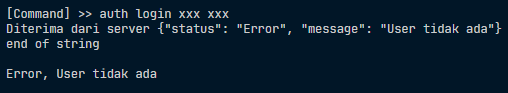 [Command] >> auth login xxx xxx
Diterima dari server {"status": "Error", "message": "User tidak ada"}
end of string
Error, User tidak ada